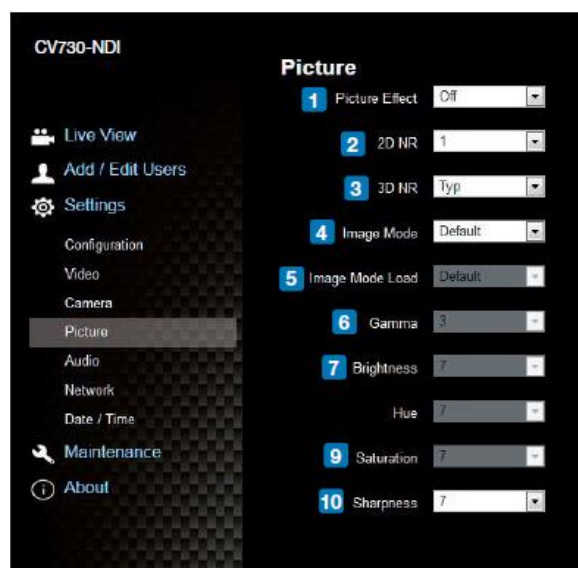 CV730-NDI
Live View
Add / Edit Users
Settings
Configuration
Video
Camera
Picture
Audio
Network
Date / Time
Maintenance
About
Picture
1 Picture Effect Off
2 2D NR 1
3 3D NR Typ
4 Image Mode Default
5 Image Mode Load Default
6 Gamma 3
7 Brightness 7
Hue 7
9 Saturation 7
10 Sharpness 7